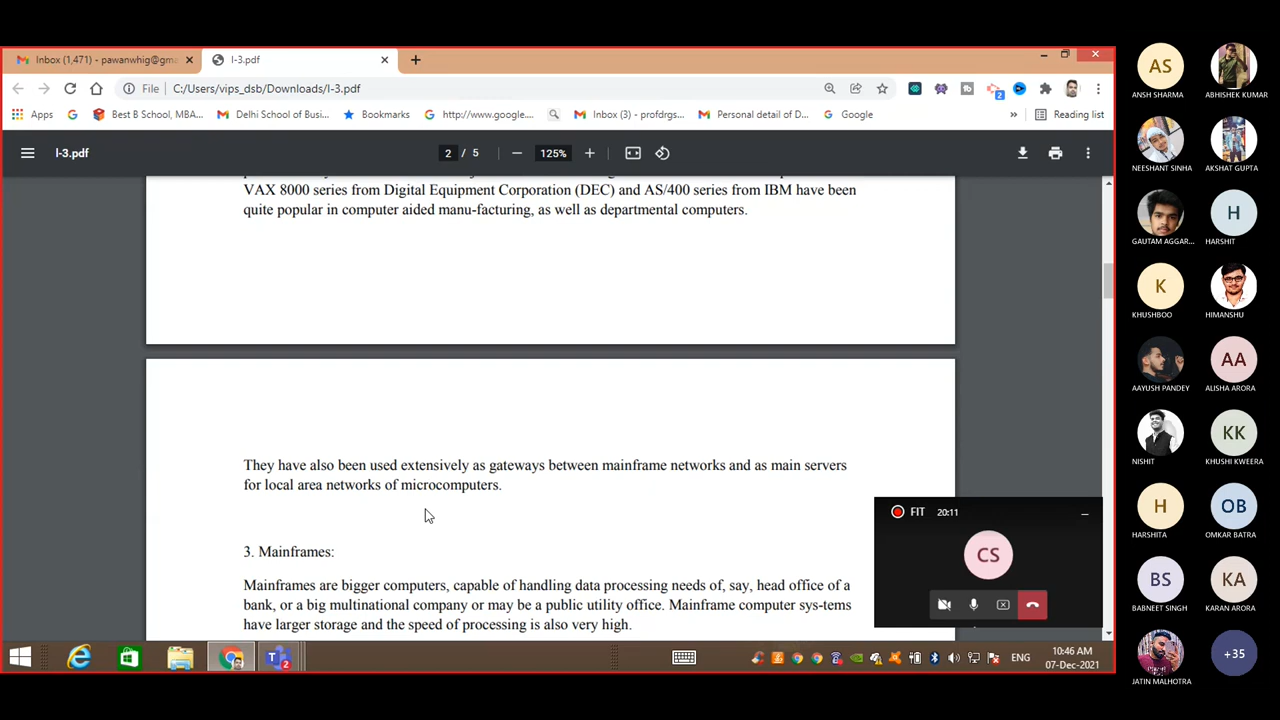 Inbox (1,471) - pawanwhig@gma
l-3.pdf
File
C:/Users/vips_dsb/Downloads/l-3.pdf
Apps
Best B School, MBA...
Delhi School of Busi...
Bookmarks
http://www.google....
Inbox (3) - profdrgs...
Personal detail of D...
Google
»
Reading list
l-3.pdf
2 / 5
125%
VAX 8000 series from Digital Equipment Corporation (DEC) and AS/400 series from IBM have been
quite popular in computer aided manu-facturing, as well as departmental computers.
They have also been used extensively as gateways between mainframe networks and as main servers
for local area networks of microcomputers.
3. Mainframes:
Mainframes are bigger computers, capable of handling data processing needs of, say, head office of a
bank, or a big multinational company or may be a public utility office. Mainframe computer sys-tems
have larger storage and the speed of processing is also very high.
FIT
20:11
CS
2
2
ENG
10:46 AM
07-Dec-2021
AS
ANSH SHARMA
ABHISHEK KUMAR
NEESHANT SINHA
AKSHAT GUPTA
GAUTAM AGGAR...
H
HARSHIT
K
KHUSHBOO
HIMANSHU
AAYUSH PANDEY
AA
ALISHA ARORA
NISHIT
KK
KHUSHI KWEERA
H
HARSHITA
OB
OMKAR BATRA
BS
BABNEET SINGH
KA
KARAN ARORA
JATIN MALHOTRA
+35